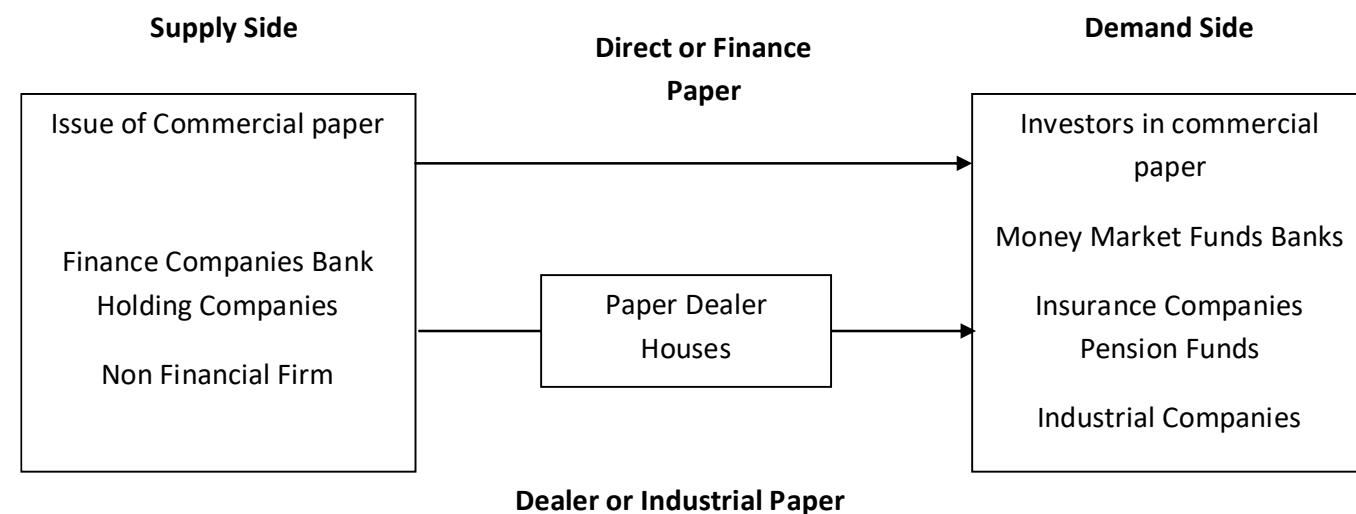 Supply Side
Direct or Finance
Paper
Demand Side
Issue of Commercial paper
Finance Companies Bank
Holding Companies
Non Financial Firm
Paper Dealer
Houses
Investors in commercial
paper
Money Market Funds Banks
Insurance Companies
Pension Funds
Industrial Companies
Dealer or Industrial Paper